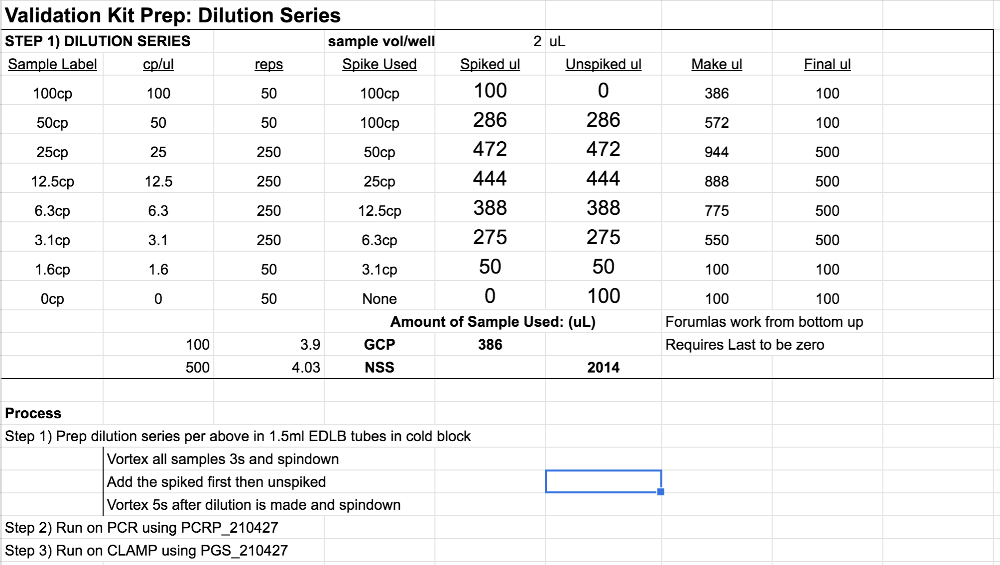 Validation Kit Prep: Dilution Series
STEP 1) DILUTION SERIES sample vol/well 2 uL
Sample Label cp/ul reps Spike Used Spiked ul Unspiked ul Make ul Final ul
100cp 100 50 100cp 100 0 386 100
50cp 50 50 100cp 286 286 572 100
25cp 25 250 50cp 472 472 944 500
12.5cp 12.5 250 25cp 444 444 888 500
6.3cp 6.3 250 12.5cp 388 388 775 500
3.1cp 3.1 250 6.3cp 275 275 550 500
1.6cp 1.6 50 3.1cp 50 50 100 100
0cp 0 50 None 0 100 100 100
Amount of Sample Used: (uL) Forumlas work from bottom up
100 3.9 GCP 386 Requires Last to be zero
500 4.03 NSS 2014
Process
Step 1) Prep dilution series per above in 1.5ml EDLB tubes in cold block
Vortex all samples 3s and spindown
Add the spiked first then unspiked
Vortex 5s after dilution is made and spindown
Step 2) Run on PCR using PCRP_210427
Step 3) Run on CLAMP using PGS_210427